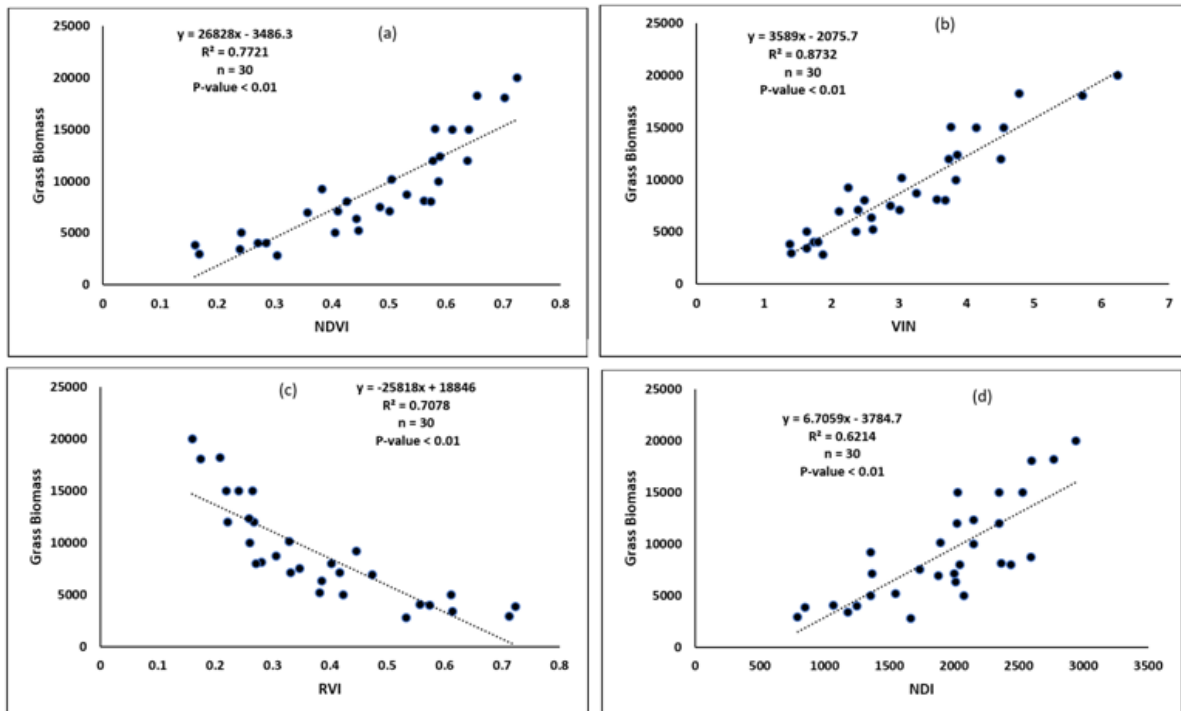 (a)
y = 26828x - 3486.3
R² = 0.7721
n = 30
P-value < 0.01
Grass Biomass
25000
20000
15000
10000
5000
0
0 0.1 0.2 0.3 0.4 0.5 0.6 0.7 0.8
NDVI
(b)
y = 3589x - 2075.7
R² = 0.8732
n = 30
P-value < 0.01
Grass Biomass
25000
20000
15000
10000
5000
0
0 1 2 3 4 5 6 7
VIN
(c)
y = -25818x + 18846
R² = 0.7078
n = 30
P-value < 0.01
Grass Biomass
25000
20000
15000
10000
5000
0
0 0.1 0.2 0.3 0.4 0.5 0.6 0.7 0.8
RVI
(d)
y = 6.7059x - 3784.7
R² = 0.6214
n = 30
P-value < 0.01
Grass Biomass
25000
20000
15000
10000
5000
0
0 500 1000 1500 2000 2500 3000 3500
NDI